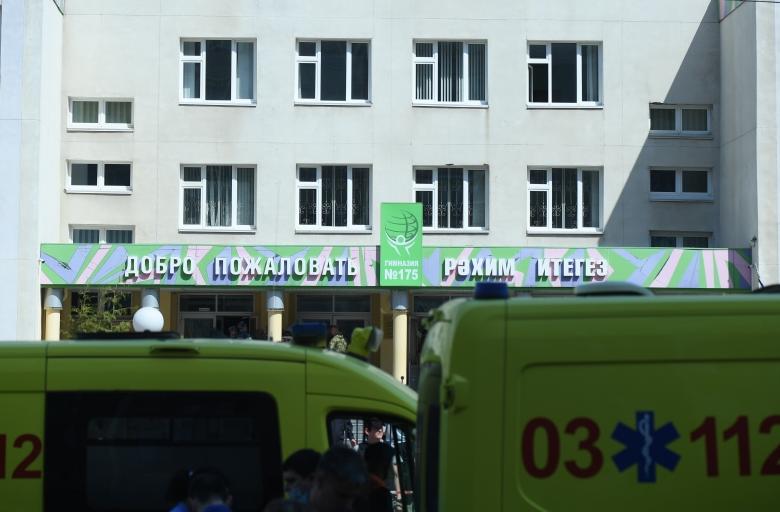 ДОБРО ПОЖАЛОВАТЬ
ГИМНАЗИЯ
№175
РӘХИМ ИТЕГЕЗ
12
03 112